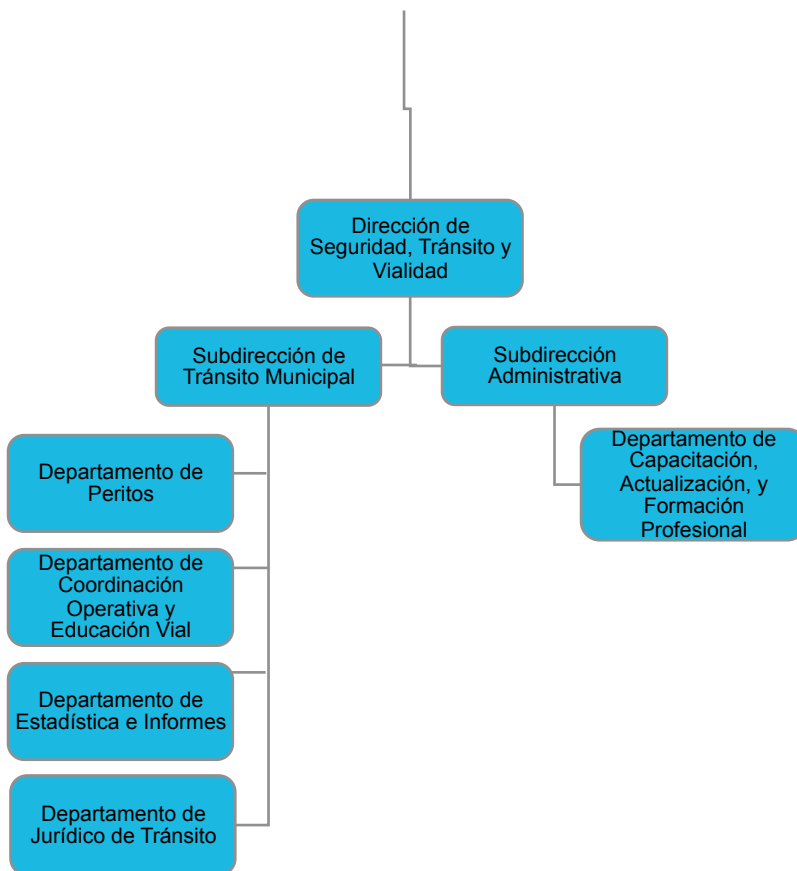 Dirección de
Seguridad, Tránsito y
Vialidad
Subdirección de
Tránsito Municipal
Subdirección
Administrativa
Departamento de
Peritos
Departamento de
Coordinación
Operativa y
Educación Vial
Departamento de
Estadística e Informes
Departamento de
Jurídico de Tránsito
Departamento de
Capacitación,
Actualización, y
Formación
Profesional